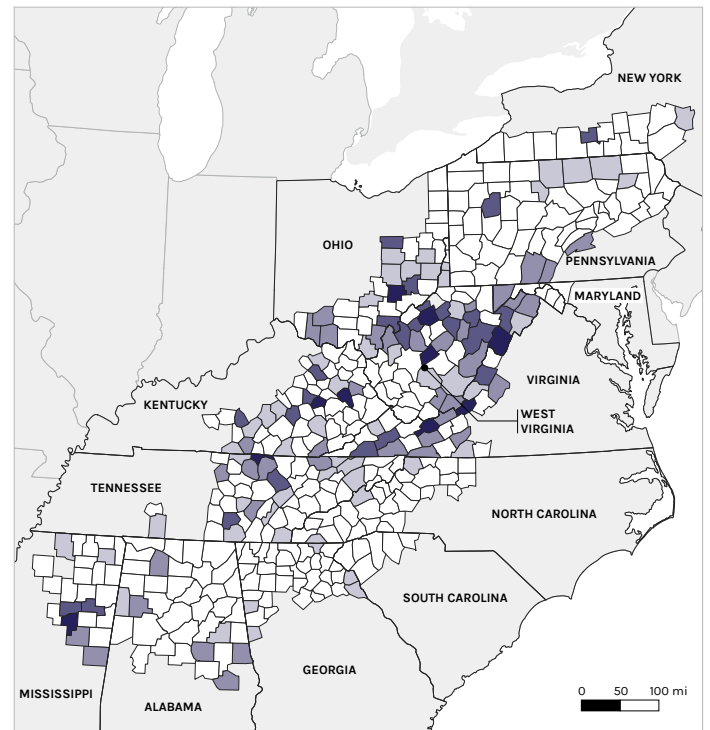 NEW YORK
OHIO
PENNSYLVANIA
MARYLAND
VIRGINIA
KENTUCKY
WEST
VIRGINIA
TENNESSEE
NORTH CAROLINA
SOUTH CAROLINA
GEORGIA
MISSISSIPPI
ALABAMA
0 50 100 mi